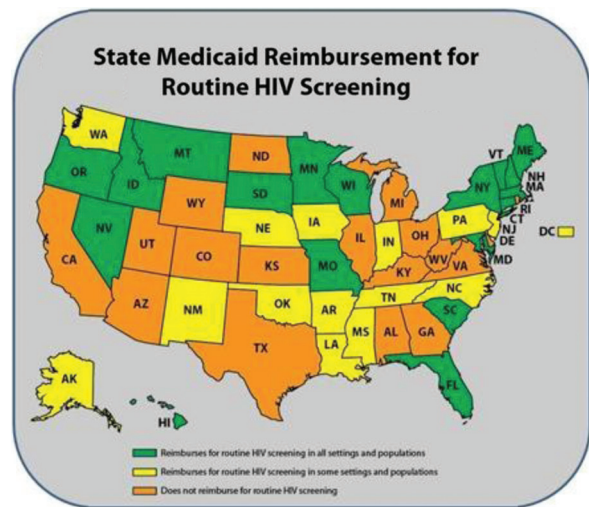 State Medicaid Reimbursement for
Routine HIV Screening
WA
MT
ND
MN
VT
ME
OR
ID
SD
WI
NY
NH
MA
WY
MI
RI
CT
NV
NE
IA
PA
NJ
DE
DC
UT
CO
IL
IN
OH
MD
CA
KS
MO
KY
WV
VA
AZ
NM
OK
AR
TN
NC
SC
TX
LA
MS
AL
GA
AK
HI
FL
Reimburses for routine HIV screening in all settings and populations
Reimburses for routine HIV screening in some settings and populations
Does not reimburse for routine HIV screening